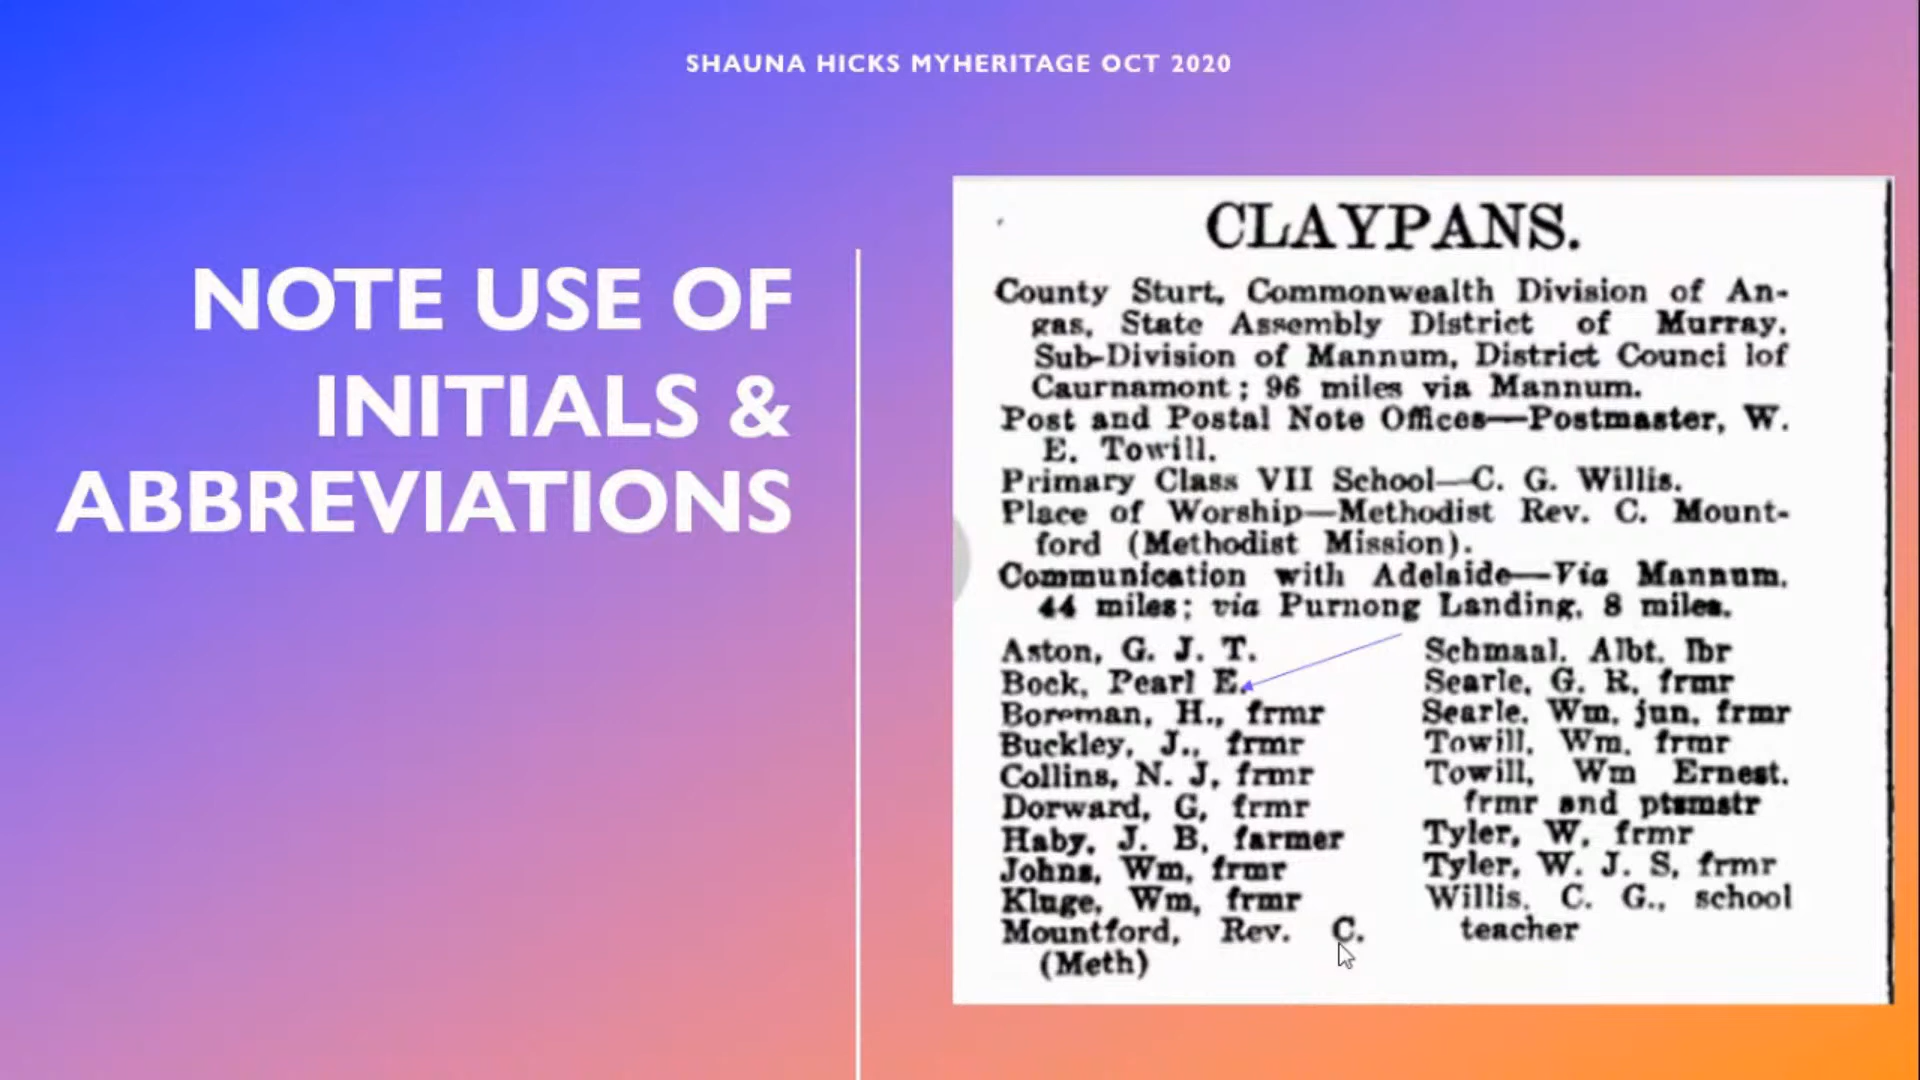 SHAUNA HICKS MYHERITAGE OCT 2020
NOTE USE OF
INITIALS &
ABBREVIATIONS
CLAYPANS.
County Sturt, Commonwealth Division of An-
gas, State Assembly District of Murray,
Sub-Division of Mannum, District Counci lof
Caurnamont; 96 miles via Mannum.
Post and Postal Note Offices—Postmaster, W.
E. Towill.
Primary Class VII School—C. G. Willis.
Place of Worship—Methodist Rev. C. Mount-
ford (Methodist Mission).
Communication with Adelaide—Via Mannum,
44 miles; via Purnong Landing, 8 miles.
Aston, G. J. T.
Bock, Pearl E.
Boreman, H., frmr
Buckley, J., frmr
Collins, N. J, frmr
Dorward, G, frmr
Haby, J. B, farmer
Johns, Wm, frmr
Kluge, Wm, frmr
Mountford, Rev. C.
(Meth)
Schmaal, Albt, lbr
Searle, G. R, frmr
Searle, Wm, jun, frmr
Towill, Wm, frmr
Towill, Wm Ernest,
frmr and ptsmstr
Tyler, W, frmr
Tyler, W. J. S, frmr
Willis, C. G., school
teacher